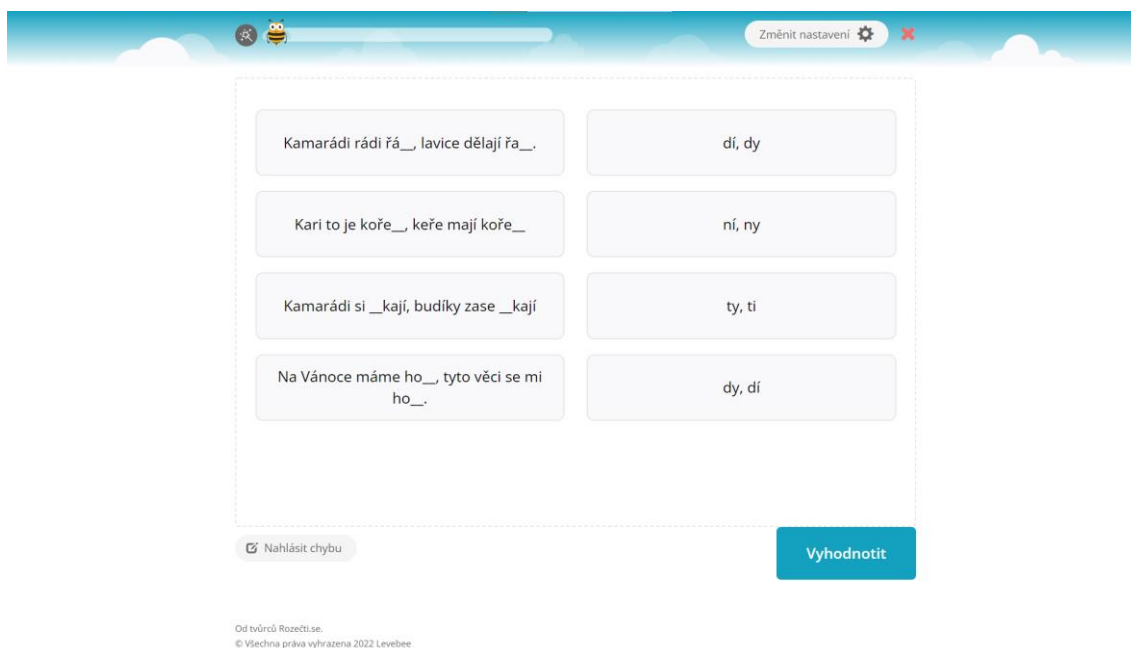 Změnit nastavení
Kamarádi rádi řá__, lavice dělají řa__.
dí, dy
Kari to je koře__, keře mají koře__
ní, ny
Kamarádi si __kají, budíky zase __kají
ty, ti
Na Vánoce máme ho__, tyto věci se mi
ho__.
dy, dí
Nahlásit chybu
Vyhodnotit
Od tvůrců Rozečti.se.
© Všechna práva vyhrazena 2022 Levebee